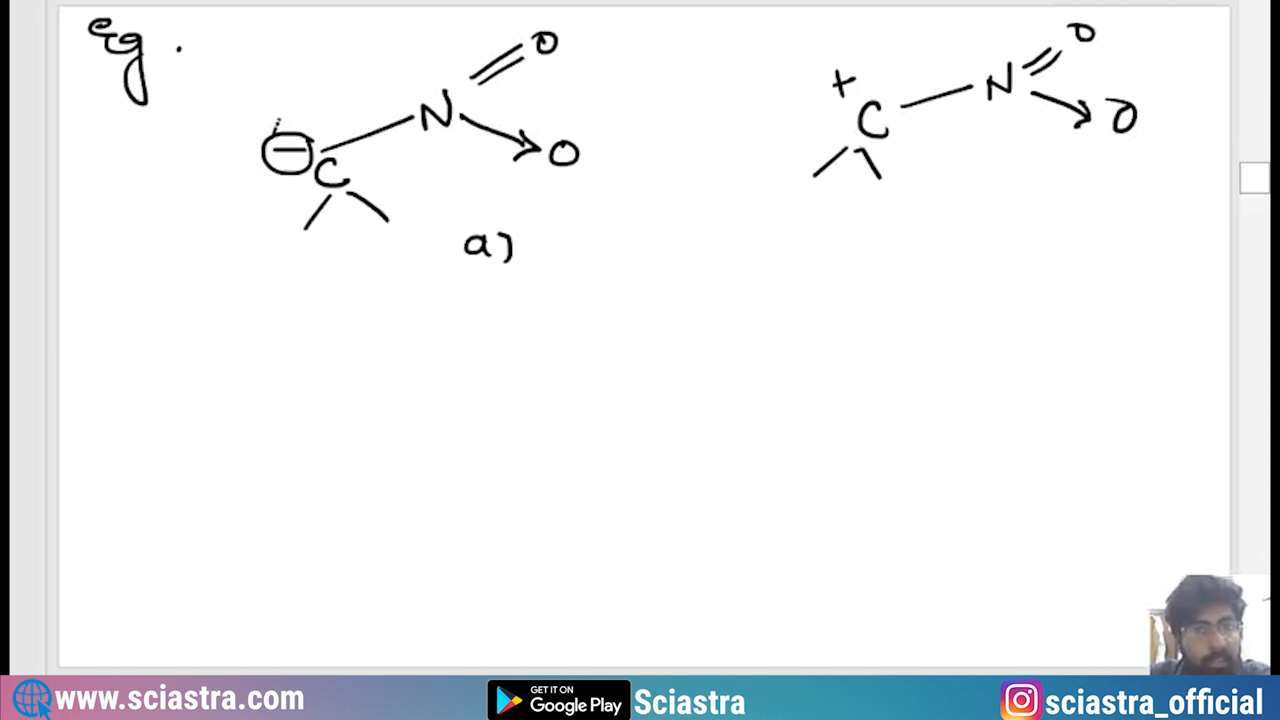 Eg.
O
N
O
⊖
C
a)
+
C
N
O
O
www.sciastra.com
GET IT ON
Google Play
Sciastra
sciastra_official